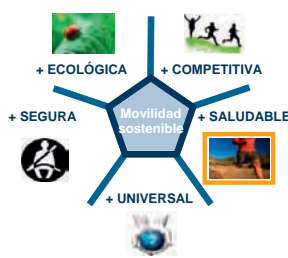 + ECOLÓGICA
+ COMPETITIVA
+ SEGURA
Movilidad
sostenible
+ SALUDABLE
+ UNIVERSAL